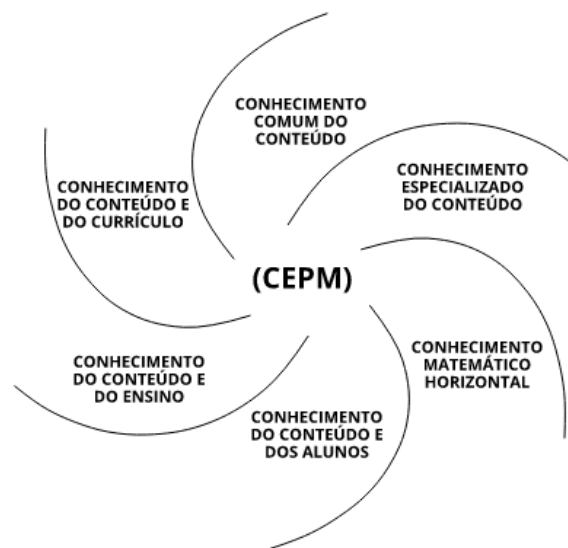 CONHECIMENTO
COMUM DO
CONTEÚDO
CONHECIMENTO
ESPECIALIZADO
DO CONTEÚDO
CONHECIMENTO
DO CONTEÚDO E
DO CURRÍCULO
(CEPM)
CONHECIMENTO
MATEMÁTICO
HORIZONTAL
CONHECIMENTO
DO CONTEÚDO E
DO ENSINO
CONHECIMENTO
DO CONTEÚDO E
DOS ALUNOS